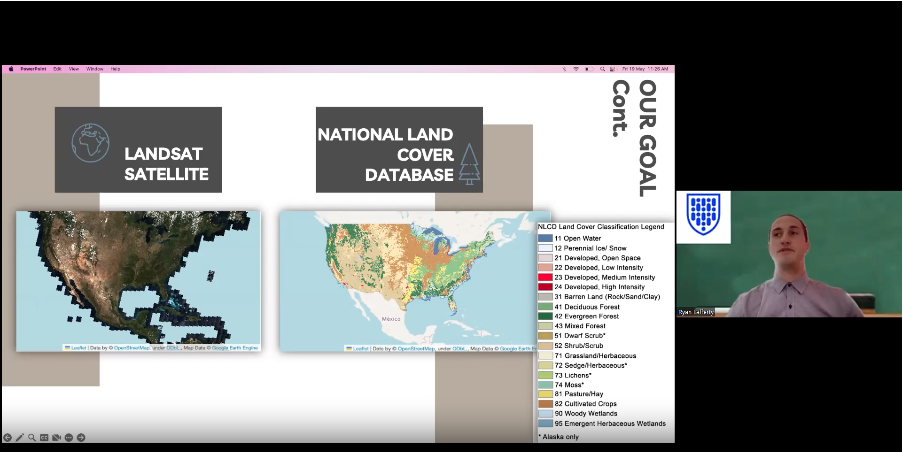 PowerPoint Edit View Window Help
Fri 19 May 11:26 AM
OUR GOAL
Cont.
LANDSAT
SATELLITE
NATIONAL LAND
COVER
DATABASE
México
Leaflet | Data by © OpenStreetMap, under ODbL., Map Data © Google Earth Engine
Leaflet | Data by © OpenStreetMap, under ODbL., Map Data © Google Earth E
NLCD Land Cover Classification Legend
11 Open Water
12 Perennial Ice/ Snow
21 Developed, Open Space
22 Developed, Low Intensity
23 Developed, Medium Intensity
24 Developed, High Intensity
31 Barren Land (Rock/Sand/Clay)
41 Deciduous Forest
42 Evergreen Forest
43 Mixed Forest
51 Dwarf Scrub*
52 Shrub/Scrub
71 Grassland/Herbaceous
72 Sedge/Herbaceous*
73 Lichens*
74 Moss*
81 Pasture/Hay
82 Cultivated Crops
90 Woody Wetlands
95 Emergent Herbaceous Wetlands
* Alaska only
Ryan